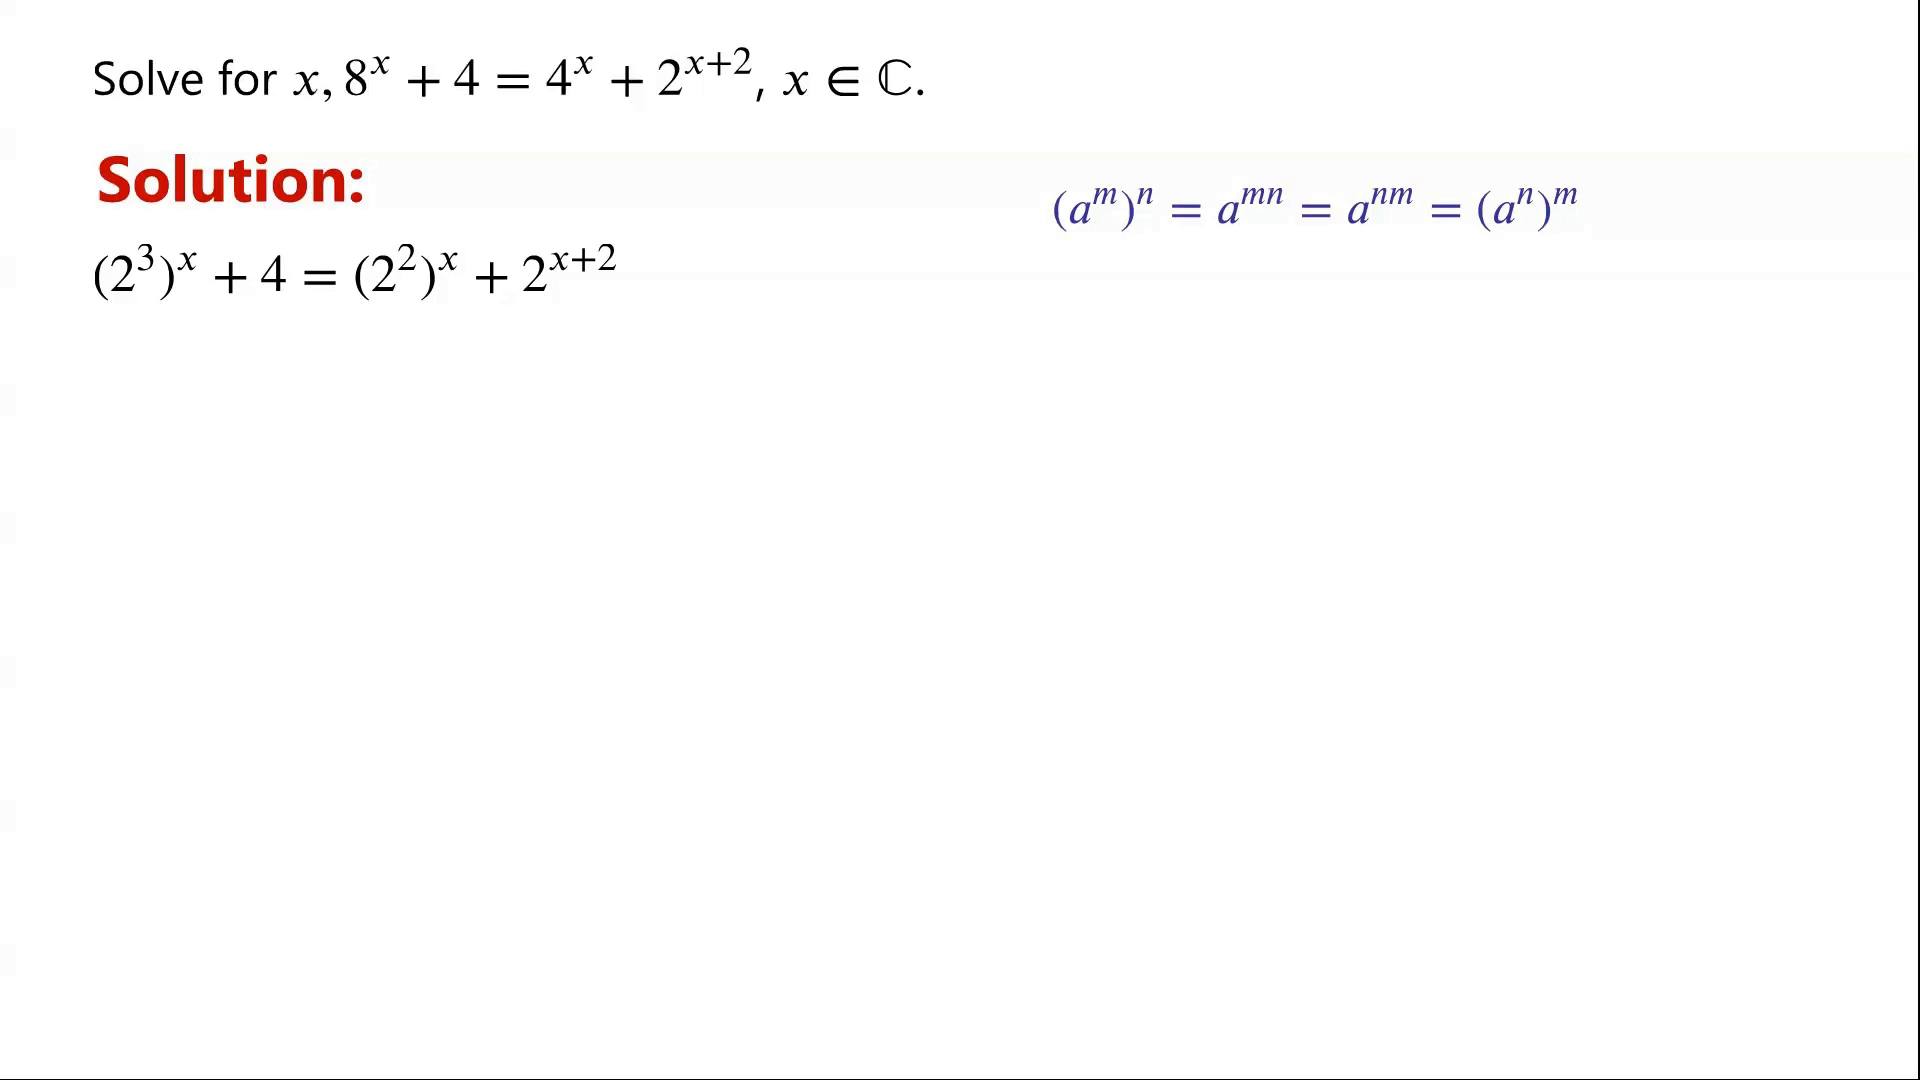 Solve for x, 8^x + 4 = 4^x + 2^{x+2}, x ∈ ℂ.
Solution:
(a^m)^n = a^{mn} = a^{nm} = (a^n)^m
(2^3)^x + 4 = (2^2)^x + 2^{x+2}